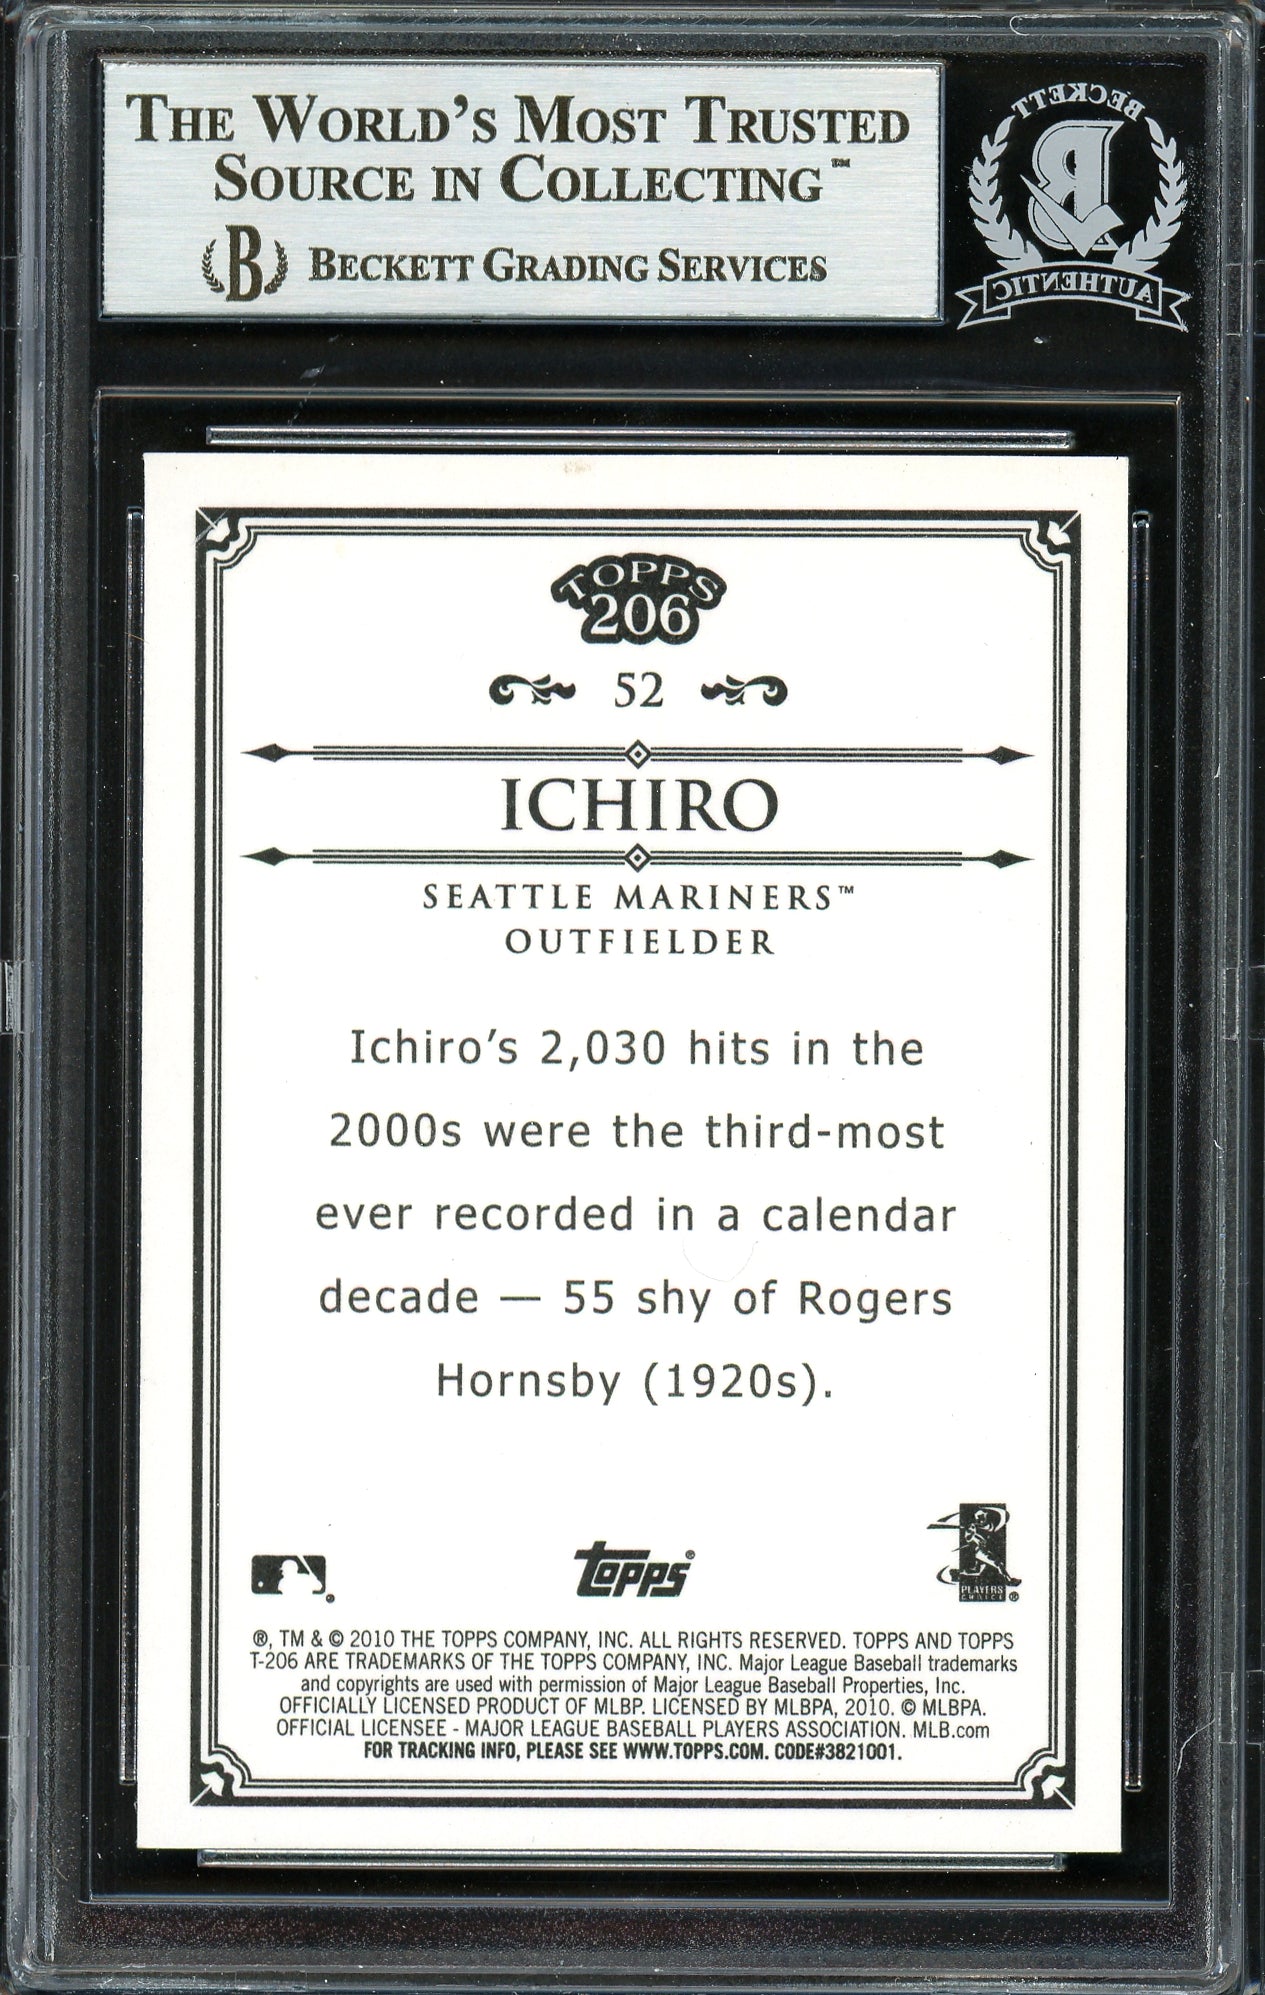 THE WORLD'S MOST TRUSTED
SOURCE IN COLLECTING™
B BECKETT GRADING SERVICES
BECKETT
B
AUTHENTIC
TOPPS
206
52
ICHIRO
SEATTLE MARINERS™
OUTFIELDER
Ichiro's 2,030 hits in the
2000s were the third-most
ever recorded in a calendar
decade — 55 shy of Rogers
Hornsby (1920s).
topps®
PLAYERS
CHOICE ®
®, TM & © 2010 THE TOPPS COMPANY, INC. ALL RIGHTS RESERVED. TOPPS AND TOPPS
T-206 ARE TRADEMARKS OF THE TOPPS COMPANY, INC. Major League Baseball trademarks
and copyrights are used with permission of Major League Baseball Properties, Inc.
OFFICIALLY LICENSED PRODUCT OF MLBP. LICENSED BY MLBPA, 2010. © MLBPA.
OFFICIAL LICENSEE - MAJOR LEAGUE BASEBALL PLAYERS ASSOCIATION. MLB.com
FOR TRACKING INFO, PLEASE SEE WWW.TOPPS.COM. CODE#3821001.